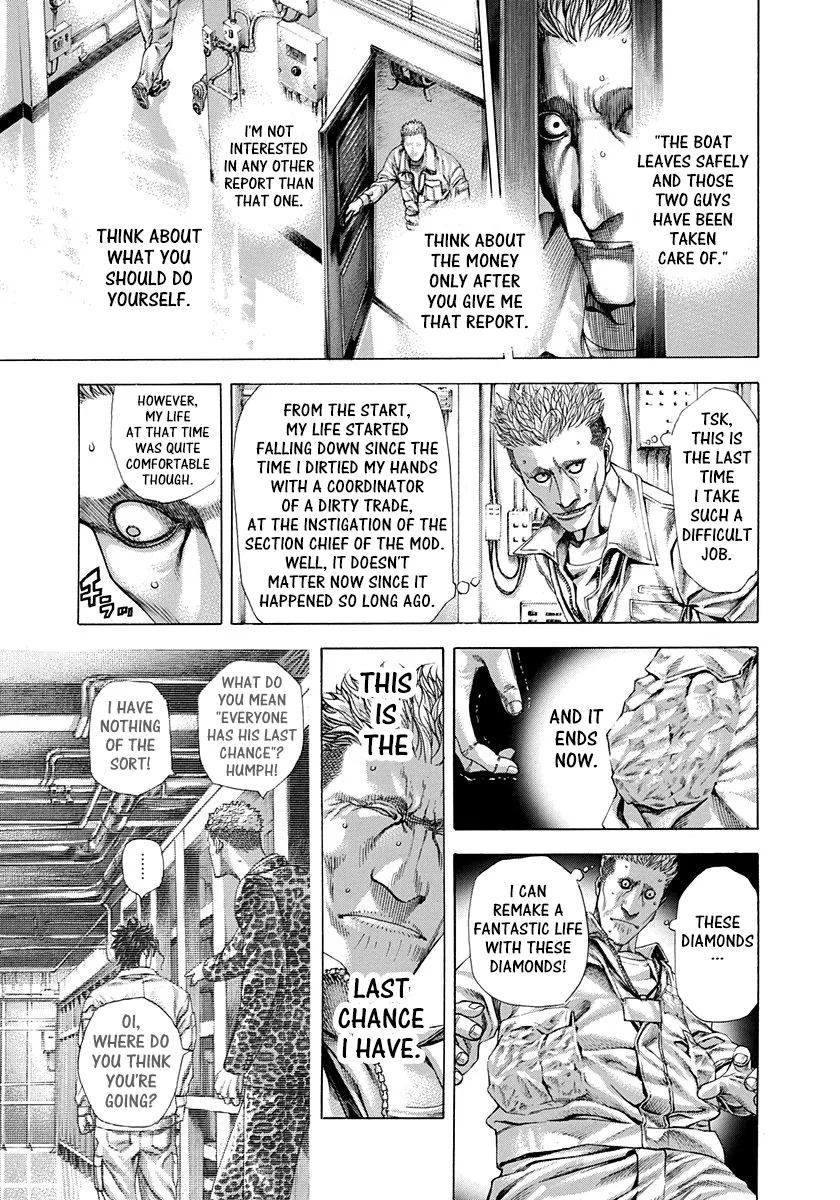 "THE BOAT
LEAVES SAFELY
AND THOSE
TWO GUYS
HAVE BEEN
TAKEN
CARE OF."
THINK ABOUT
THE MONEY
ONLY AFTER
YOU GIVE ME
THAT REPORT.
I'M NOT
INTERESTED
IN ANY OTHER
REPORT THAN
THAT ONE.
THINK ABOUT
WHAT YOU
SHOULD DO
YOURSELF.
TSK,
THIS IS
THE LAST
TIME
I TAKE
SUCH A
DIFFICULT
JOB.
FROM THE START,
MY LIFE STARTED
FALLING DOWN SINCE THE
TIME I DIRTIED MY HANDS
WITH A COORDINATOR
OF A DIRTY TRADE,
AT THE INSTIGATION OF THE
SECTION CHIEF OF THE MOD.
WELL, IT DOESN'T
MATTER NOW SINCE IT
HAPPENED SO LONG AGO.
HOWEVER,
MY LIFE
AT THAT TIME
WAS QUITE
COMFORTABLE
THOUGH.
AND IT
ENDS
NOW.
THESE
DIAMONDS
...
I CAN
REMAKE A
FANTASTIC LIFE
WITH THESE
DIAMONDS!
THIS
IS
THE
LAST
CHANCE
I HAVE.
WHAT DO
YOU MEAN
"EVERYONE
HAS HIS LAST
CHANCE"?
HUMPH!
I HAVE
NOTHING
OF THE
SORT!
.....
OI,
WHERE DO
YOU THINK
YOU'RE
GOING?